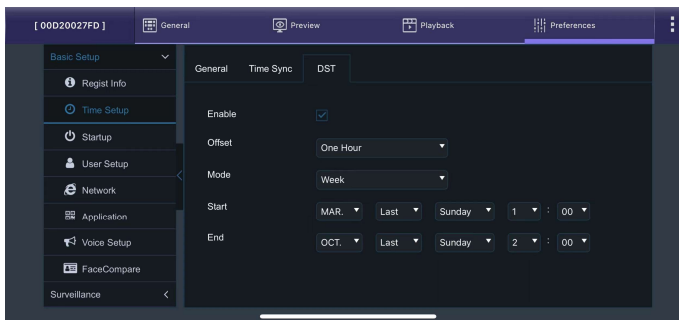 [ 00D20027FD ] General Preview Playback Preferences
Basic Setup
Regist Info
Time Setup
Startup
User Setup
Network
Application
Voice Setup
FaceCompare
Surveillance
General Time Sync DST
Enable
Offset One Hour
Mode Week
Start MAR. Last Sunday 1 : 00
End OCT. Last Sunday 2 : 00